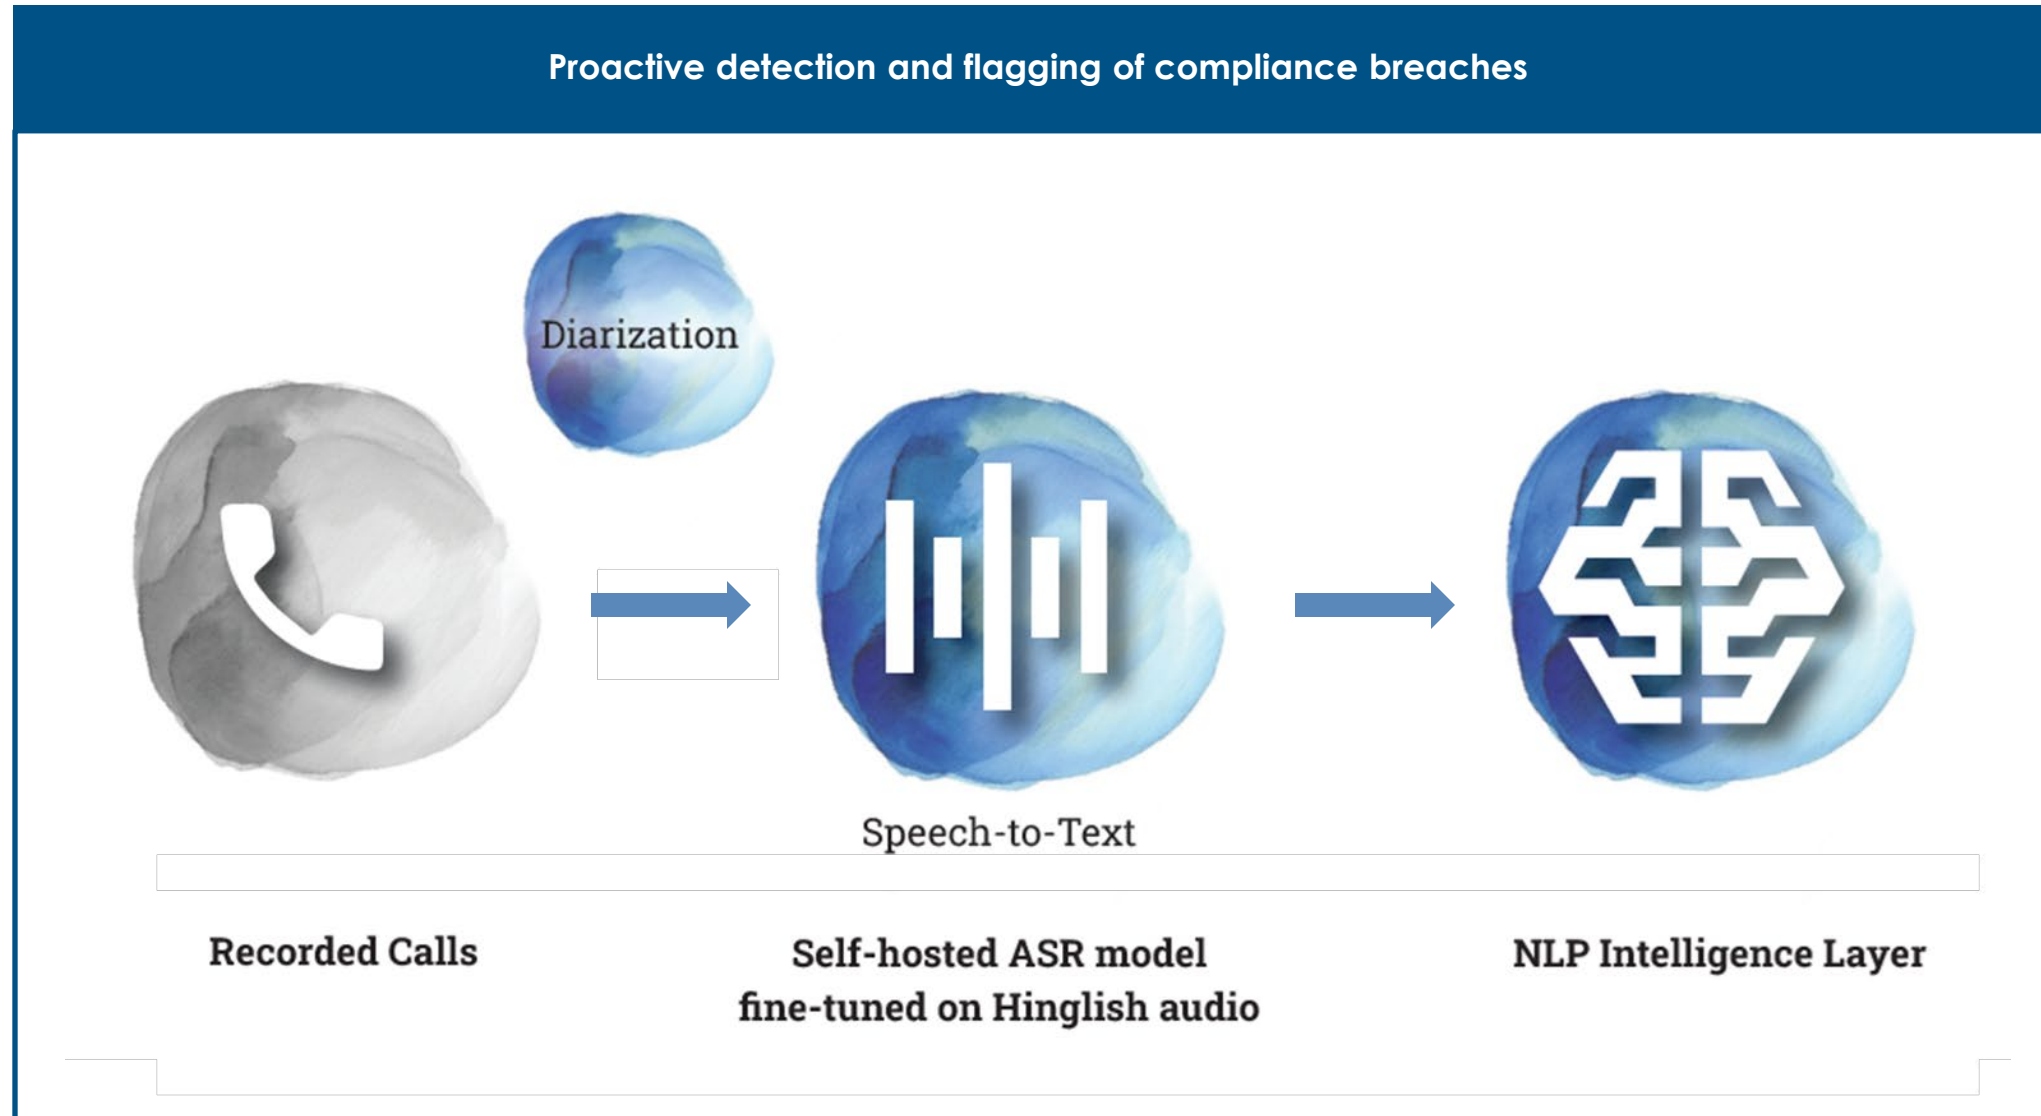 Proactive detection and flagging of compliance breaches
Diarization
Speech-to-Text
Recorded Calls
Self-hosted ASR model
fine-tuned on Hinglish audio
NLP Intelligence Layer